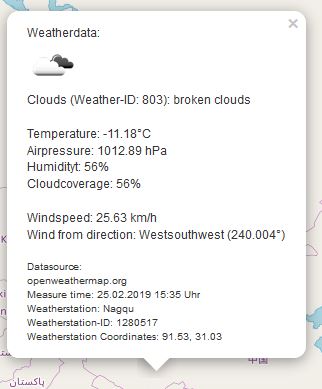 Weatherdata:
×
Clouds (Weather-ID: 803): broken clouds
Temperature: -11.18°C
Airpressure: 1012.89 hPa
Humidityt: 56%
Cloudcoverage: 56%
Windspeed: 25.63 km/h
Wind from direction: Westsouthwest (240.004°)
Datasource:
openweathermap.org
Measure time: 25.02.2019 15:35 Uhr
Weatherstation: Nagqu
Weatherstation-ID: 1280517
Weatherstation Coordinates: 91.53, 31.03
中国
پاکستان